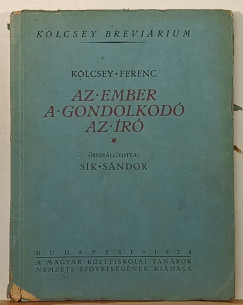 KÖLCSEY BREVIÁRIUM
KÖLCSEY · FERENC
AZ · EMBER
A · GONDOLKODÓ
AZ · ÍRÓ
ÖSSZEÁLLÍTOTTA:
SÍK · SÁNDOR
BUDAPEST · 1924
A MAGYAR KÖZÉPISKOLAI TANÁROK
NEMZETI SZÖVETSÉGÉNEK KIADÁSA